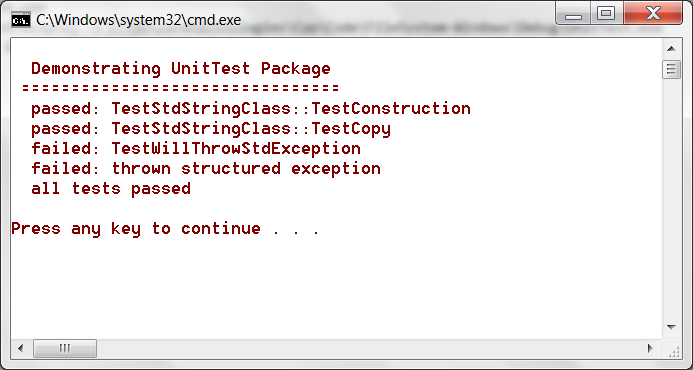 C:\Windows\system32\cmd.exe
Demonstrating UnitTest Package
================================
passed: TestStdStringClass::TestConstruction
passed: TestStdStringClass::TestCopy
failed: TestWillThrowStdException
failed: thrown structured exception
all tests passed
Press any key to continue . . .